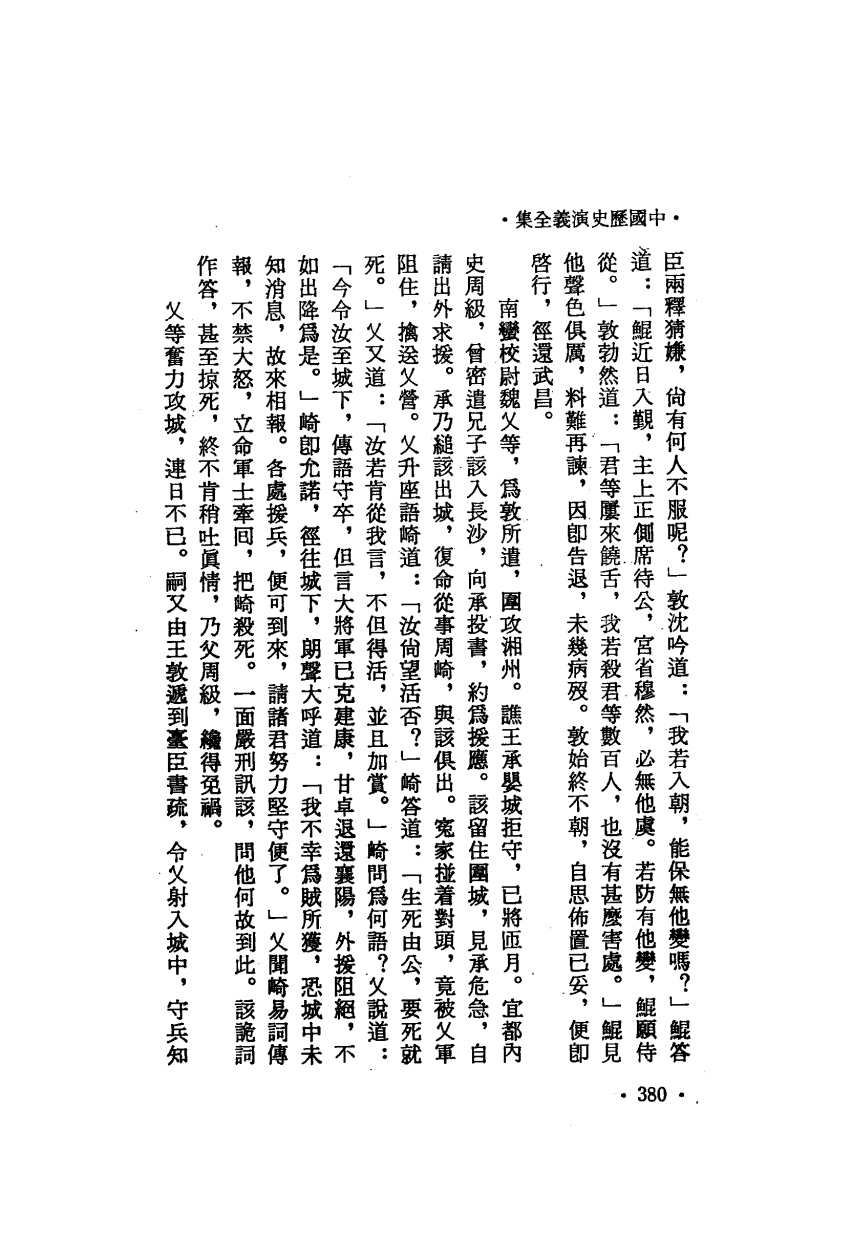 ·中國歷史演義全集·
臣兩釋猜嫌，尙有何人不服呢？」敦沈吟道：「我若入朝，能保無他變嗎？」鯤答
道：「鯤近日入覲，主上正側席待公，宮省穆然，必無他虞。若防有他變，鯤願侍
從。」敦勃然道：「君等屢來饒舌，我若殺君等數百人，也沒有甚麼害處。」鯤見
他聲色俱厲，料難再諫，因卽告退，未幾病歿。敦始終不朝，自思佈置已妥，便卽
啓行，徑還武昌。
南蠻校尉魏乂等，爲敦所遣，圍攻湘州。譙王承嬰城拒守，已將匝月。宜都內
史周級，曾密遣兄子該入長沙，向承投書，約爲援應。該留住圍城，見承危急，自
請出外求援。承乃縋該出城，復命從事周崎，與該俱出。冤家碰着對頭，竟被乂軍
阻住，擒送乂營。乂升座語崎道：「汝尙望活否？」崎答道：「生死由公，要死就
死。」乂又道：「汝若肯從我言，不但得活，並且加賞。」崎問爲何語？乂說道：
「今令汝至城下，傳語守卒，但言大將軍已克建康，甘卓退還襄陽，外援阻絕，不
如出降爲是。」崎卽允諾，徑往城下，朗聲大呼道：「我不幸爲賊所獲，恐城中未
知消息，故來相報。各處援兵，便可到來，請諸君努力堅守便了。」乂聞崎易詞傳
報，不禁大怒，立命軍士牽回，把崎殺死。一面嚴刑訊該，問他何故到此。該詭詞
作答，甚至掠死，終不肯稍吐眞情，乃父周級，纔得免禍。
乂等奮力攻城，連日不已。嗣又由王敦遞到臺臣書疏，令乂射入城中，守兵知
·380·